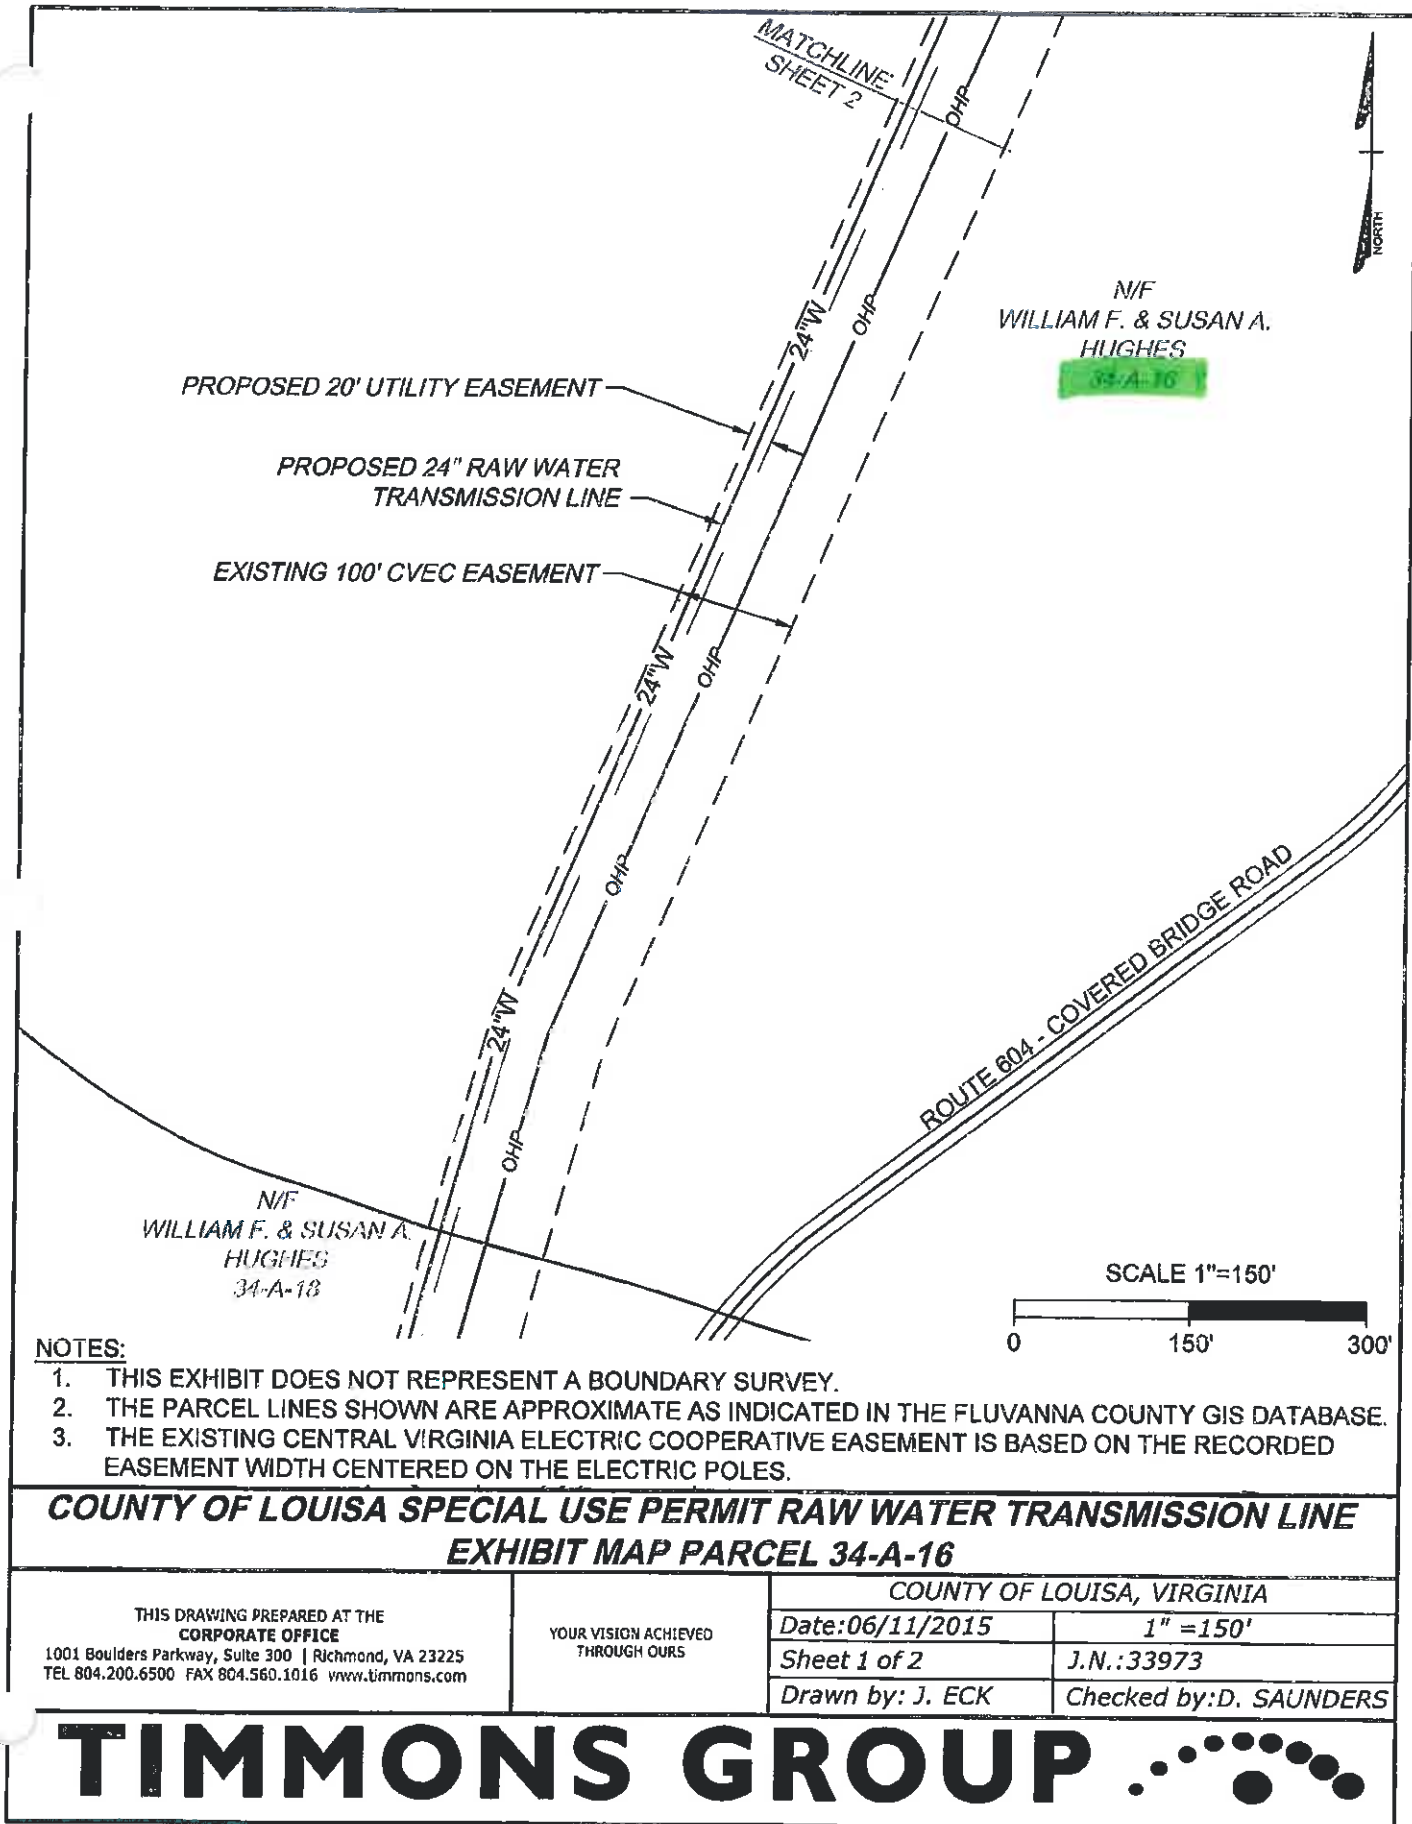 MATCHLINE
SHEET 2
OHP
NORTH
N/F
WILLIAM F. & SUSAN A.
HUGHES
34-A-16
24"W
OHP
PROPOSED 20' UTILITY EASEMENT
PROPOSED 24" RAW WATER
TRANSMISSION LINE
EXISTING 100' CVEC EASEMENT
24"W
OHP
OHP
ROUTE 604 - COVERED BRIDGE ROAD
24"W
OHP
N/F
WILLIAM F. & SUSAN A.
HUGHES
34-A-18
SCALE 1"=150'
0 150' 300'
NOTES:
1. THIS EXHIBIT DOES NOT REPRESENT A BOUNDARY SURVEY.
2. THE PARCEL LINES SHOWN ARE APPROXIMATE AS INDICATED IN THE FLUVANNA COUNTY GIS DATABASE.
3. THE EXISTING CENTRAL VIRGINIA ELECTRIC COOPERATIVE EASEMENT IS BASED ON THE RECORDED
EASEMENT WIDTH CENTERED ON THE ELECTRIC POLES.
COUNTY OF LOUISA SPECIAL USE PERMIT RAW WATER TRANSMISSION LINE
EXHIBIT MAP PARCEL 34-A-16
THIS DRAWING PREPARED AT THE
CORPORATE OFFICE
1001 Boulders Parkway, Suite 300 | Richmond, VA 23225
TEL 804.200.6500 FAX 804.560.1016 www.timmons.com
YOUR VISION ACHIEVED
THROUGH OURS
COUNTY OF LOUISA, VIRGINIA
Date:06/11/2015 1" =150'
Sheet 1 of 2 J.N.:33973
Drawn by: J. ECK Checked by:D. SAUNDERS
TIMMONS GROUP